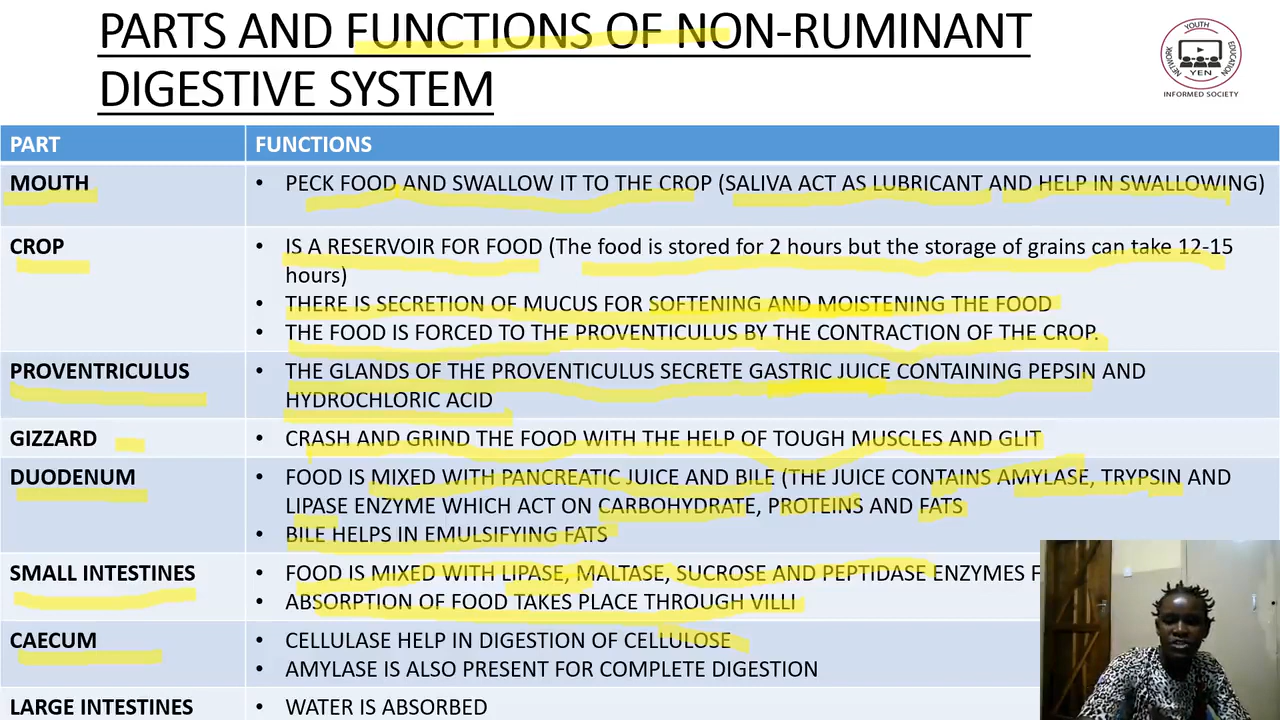 PARTS AND FUNCTIONS OF NON-RUMINANT
DIGESTIVE SYSTEM
YOUTH EDUCATION NETWORK
YEN
INFORMED SOCIETY
PART
FUNCTIONS
MOUTH
• PECK FOOD AND SWALLOW IT TO THE CROP (SALIVA ACT AS LUBRICANT AND HELP IN SWALLOWING)
CROP
• IS A RESERVOIR FOR FOOD (The food is stored for 2 hours but the storage of grains can take 12-15
hours)
• THERE IS SECRETION OF MUCUS FOR SOFTENING AND MOISTENING THE FOOD
• THE FOOD IS FORCED TO THE PROVENTICULUS BY THE CONTRACTION OF THE CROP.
PROVENTRICULUS
• THE GLANDS OF THE PROVENTICULUS SECRETE GASTRIC JUICE CONTAINING PEPSIN AND
HYDROCHLORIC ACID
GIZZARD
• CRASH AND GRIND THE FOOD WITH THE HELP OF TOUGH MUSCLES AND GLIT
DUODENUM
• FOOD IS MIXED WITH PANCREATIC JUICE AND BILE (THE JUICE CONTAINS AMYLASE, TRYPSIN AND
LIPASE ENZYME WHICH ACT ON CARBOHYDRATE, PROTEINS AND FATS
• BILE HELPS IN EMULSIFYING FATS
SMALL INTESTINES
• FOOD IS MIXED WITH LIPASE, MALTASE, SUCROSE AND PEPTIDASE ENZYMES
• ABSORPTION OF FOOD TAKES PLACE THROUGH VILLI
CAECUM
• CELLULASE HELP IN DIGESTION OF CELLULOSE
• AMYLASE IS ALSO PRESENT FOR COMPLETE DIGESTION
LARGE INTESTINES
• WATER IS ABSORBED